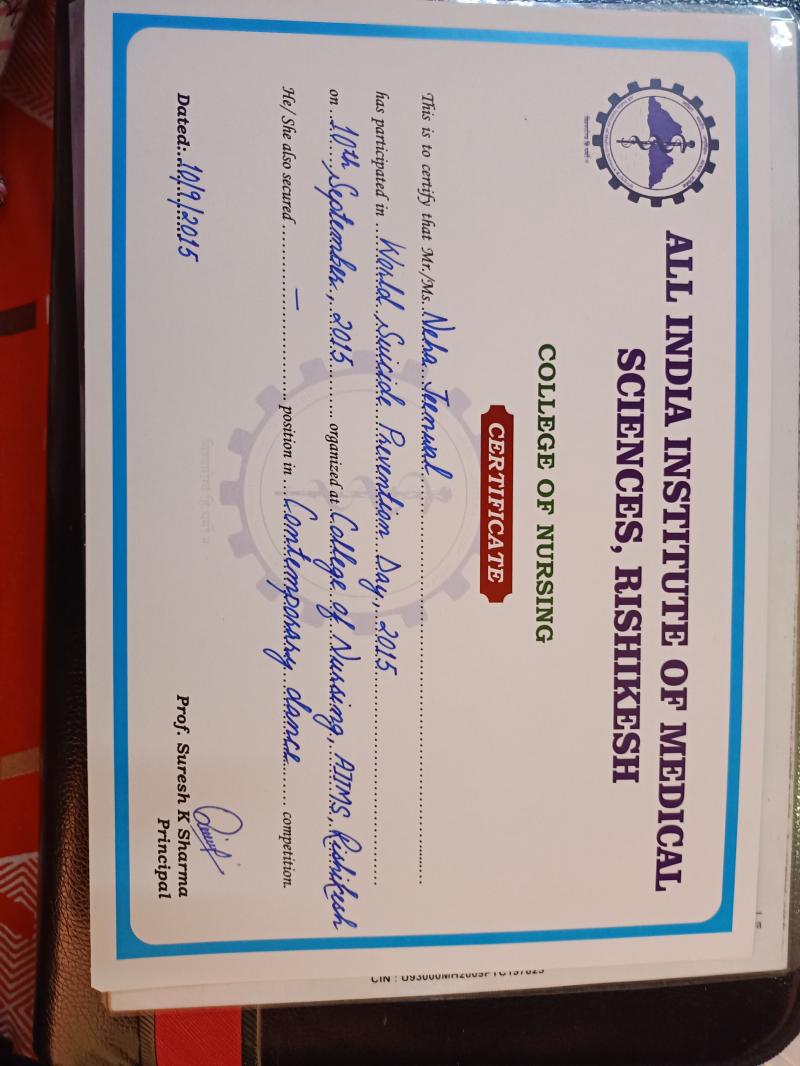 ALL INDIA INSTITUTE OF MEDICAL
SCIENCES, RISHIKESH
COLLEGE OF NURSING
CERTIFICATE
This is to certify that Mr./Ms. Neha Jeenwal
has participated in World Suicide Prevention Day, 2015
on 10th September, 2015 organized at College of Nursing, AIIMS, Rishikesh
He/ She also secured – position in Contemporary dance competition.
Dated: 10/9/2015
Prof. Suresh K Sharma
Principal